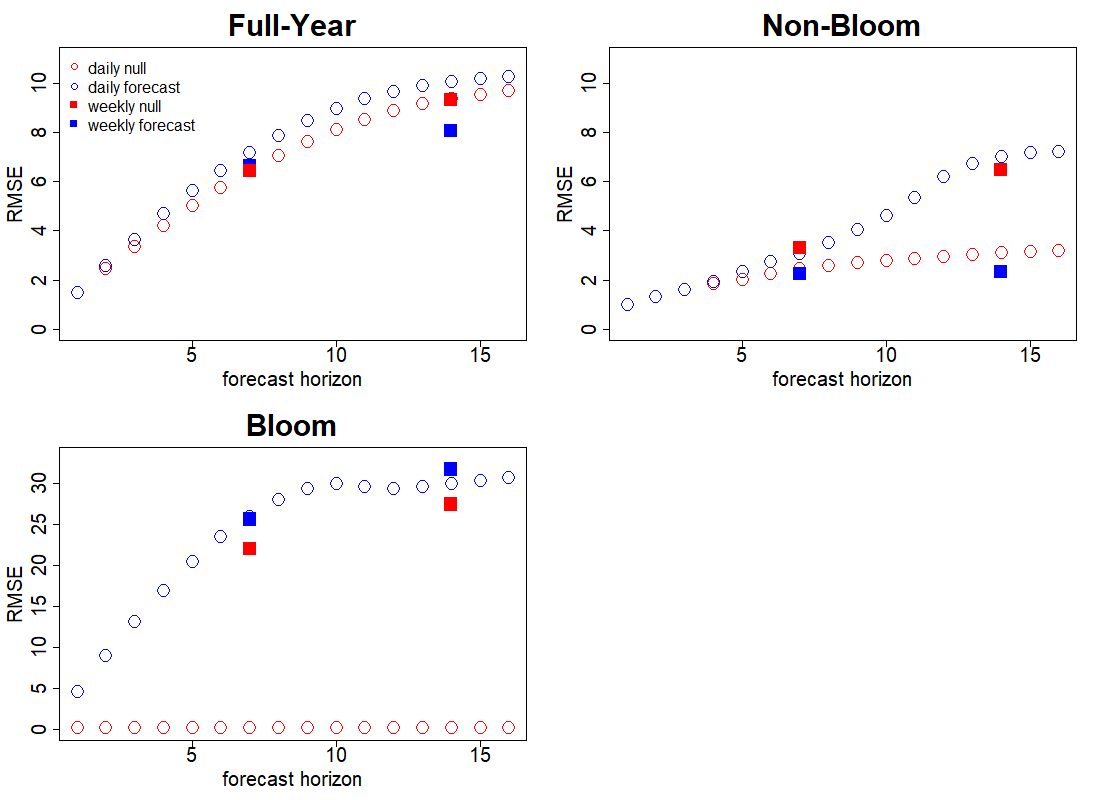 Full-Year
Non-Bloom
daily null
daily forecast
weekly null
weekly forecast
RMSE
0 2 4 6 8 10
5 10 15
forecast horizon
RMSE
0 2 4 6 8 10
5 10 15
forecast horizon
Bloom
RMSE
0 5 10 15 20 25 30
5 10 15
forecast horizon